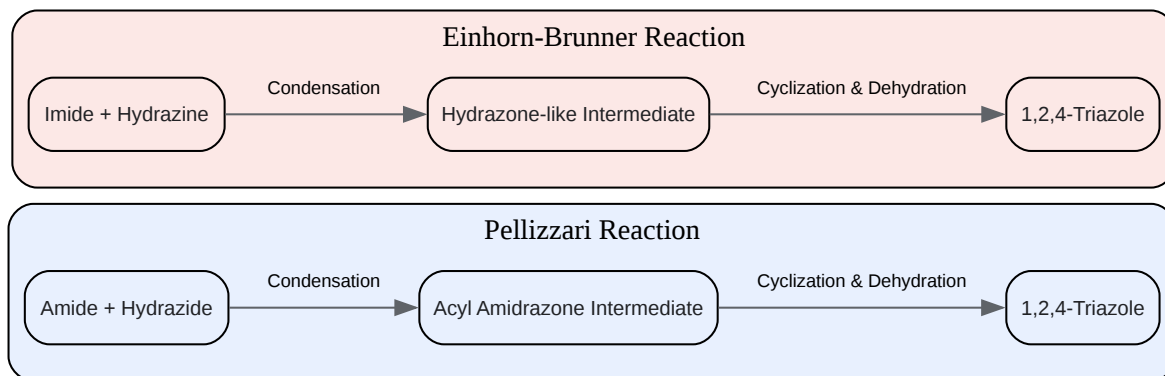 Einhorn-Brunner Reaction
Condensation
Cyclization & Dehydration
Imide + Hydrazine
Hydrazone-like Intermediate
1,2,4-Triazole
Pellizzari Reaction
Condensation
Cyclization & Dehydration
Amide + Hydrazide
Acyl Amidrazone Intermediate
1,2,4-Triazole